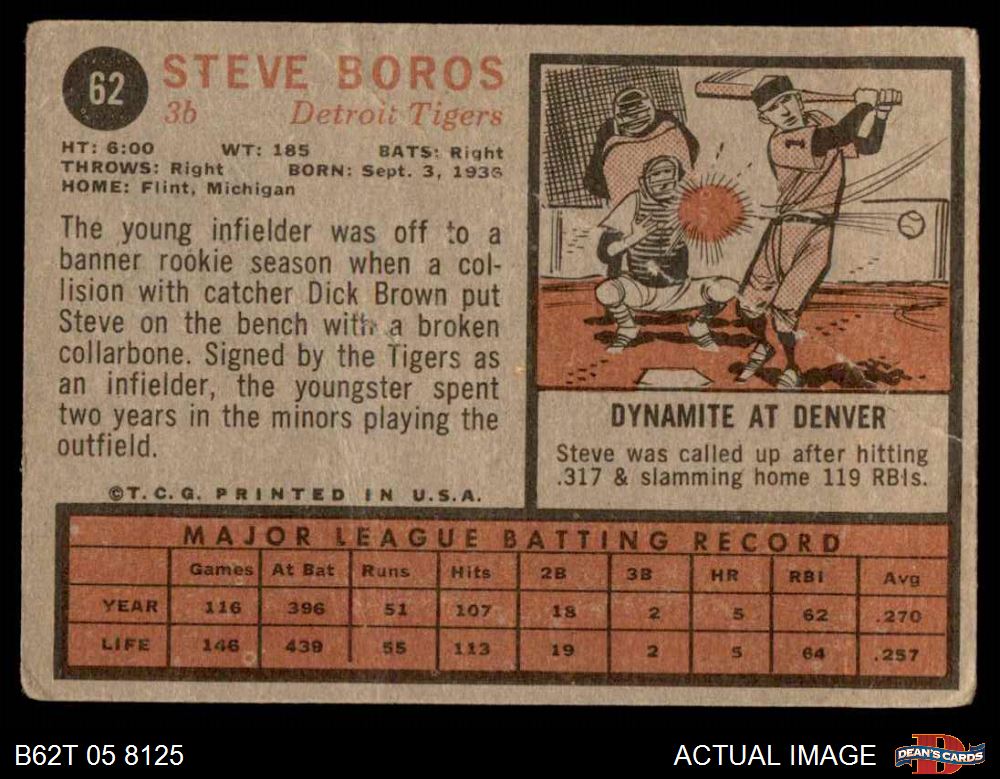 62
STEVE BOROS
3b Detroit Tigers
HT: 6:00 WT: 185 BATS: Right
THROWS: Right BORN: Sept. 3, 1936
HOME: Flint, Michigan
The young infielder was off to a
banner rookie season when a col-
lision with catcher Dick Brown put
Steve on the bench with a broken
collarbone. Signed by the Tigers as
an infielder, the youngster spent
two years in the minors playing the
outfield.
©T.C.G. PRINTED IN U.S.A.
1
DYNAMITE AT DENVER
Steve was called up after hitting
.317 & slamming home 119 RBIs.
MAJOR LEAGUE BATTING RECORD
Games At Bat Runs Hits 2B 3B HR RBI Avg
YEAR 116 396 51 107 18 2 5 62 .270
LIFE 146 439 55 113 19 2 5 64 .257
B62T 05 8125
ACTUAL IMAGE
D
DEAN'S CARDS